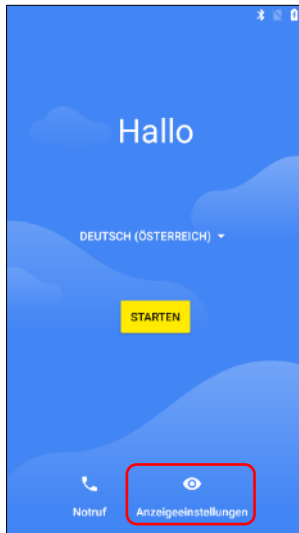 Hallo
DEUTSCH (ÖSTERREICH)
STARTEN
Notruf Anzeigeeinstellungen